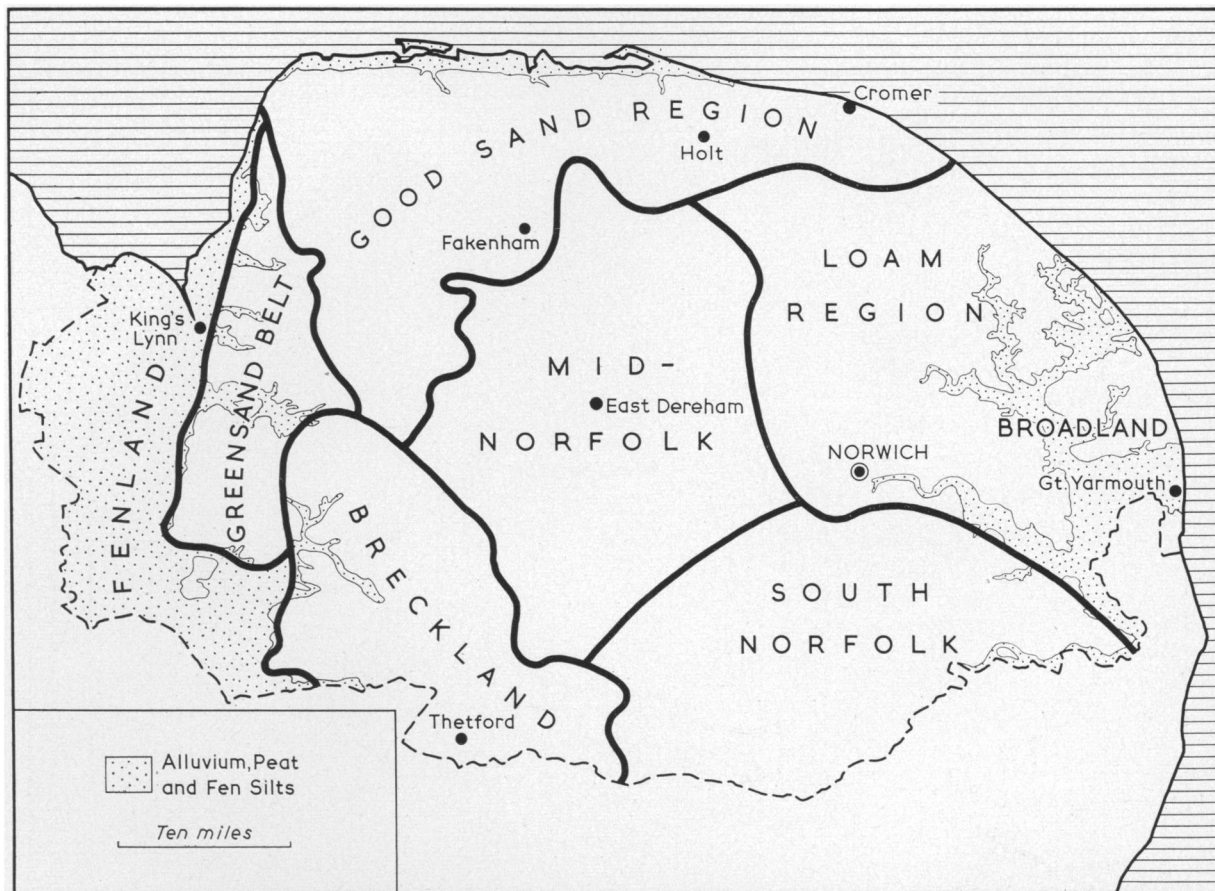 Cromer
GOOD SAND REGION
Holt
Fakenham
LOAM
REGION
King's
Lynn
GREENSAND BELT
FENLAND
MID-
NORFOLK
East Dereham
BROADLAND
NORWICH
Gt. Yarmouth
BRECKLAND
SOUTH
NORFOLK
Thetford
Alluvium, Peat
and Fen Silts
Ten miles